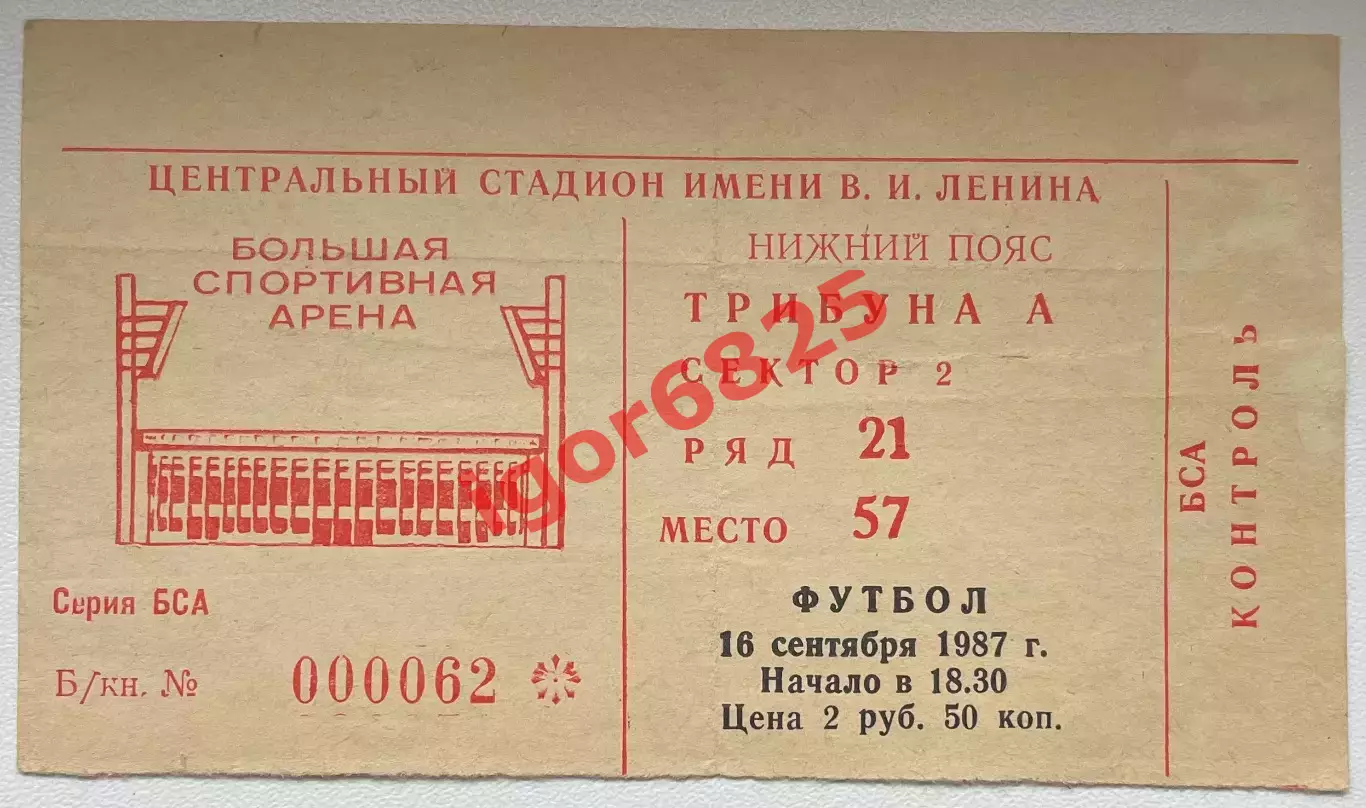 ЦЕНТРАЛЬНЫЙ СТАДИОН ИМЕНИ В. И. ЛЕНИНА
БОЛЬШАЯ
СПОРТИВНАЯ
АРЕНА
Серия БСА
Б/кн. № 000062
НИЖНИЙ ПОЯС
ТРИБУНА А
СЕКТОР 2
РЯД 21
МЕСТО 57
ФУТБОЛ
16 сентября 1987 г.
Начало в 18.30
Цена 2 руб. 50 коп.
БСА
КОНТРОЛЬ
igor6825